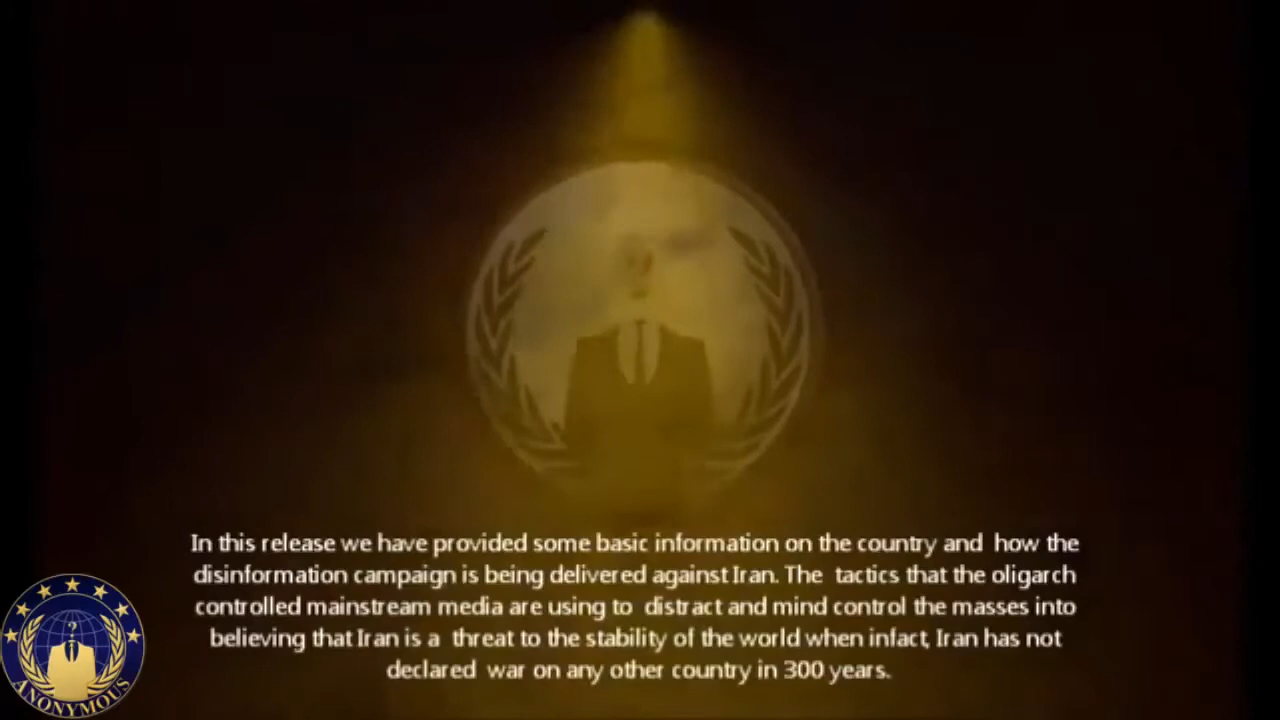 In this release we have provided some basic information on the country and  how the
disinformation campaign is being delivered against Iran. The  tactics that the oligarch
controlled mainstream media are using to  distract and mind control the masses into
believing that Iran is a  threat to the stability of the world when infact, Iran has not
declared  war on any other country in 300 years.
?
ANONYMOUS